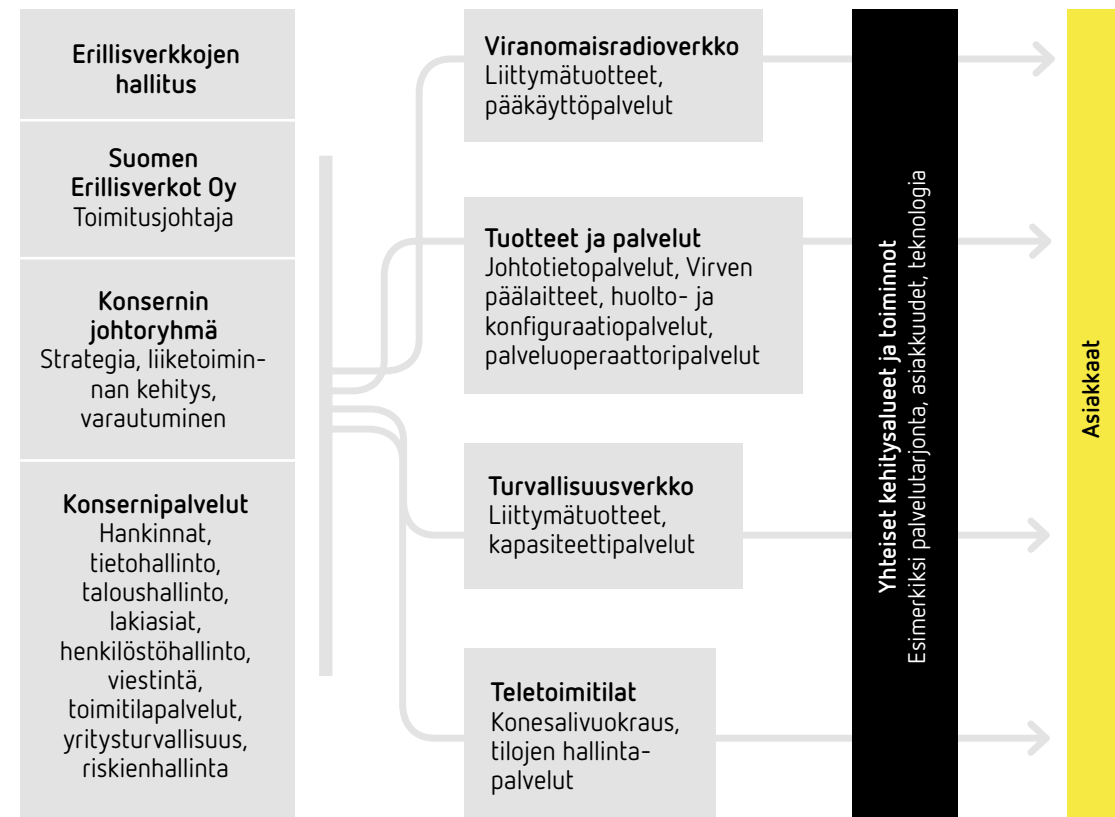 Erillisverkkojen
hallitus
Suomen
Erillisverkot Oy
Toimitusjohtaja
Konsernin
johtoryhmä
Strategia, liiketoimin-
nan kehitys,
varautuminen
Konsernipalvelut
Hankinnat,
tietohallinto,
taloushallinto,
lakiasiat,
henkilöstöhallinto,
viestintä,
toimitilapalvelut,
yritysturvallisuus,
riskienhallinta
Viranomaisradioverkko
Liittymätuotteet,
pääkäyttöpalvelut
Tuotteet ja palvelut
Johtotietopalvelut, Virven
päälaitteet, huolto- ja
konfiguraatiopalvelut,
palveluoperaattoripalvelut
Turvallisuusverkko
Liittymätuotteet,
kapasiteettipalvelut
Teletoimitilat
Konesalivuokraus,
tilojen hallinta-
palvelut
Yhteiset kehitysalueet ja toiminnot
Esimerkiksi palvelutarjonta, asiakkuudet, teknologia
Asiakkaat